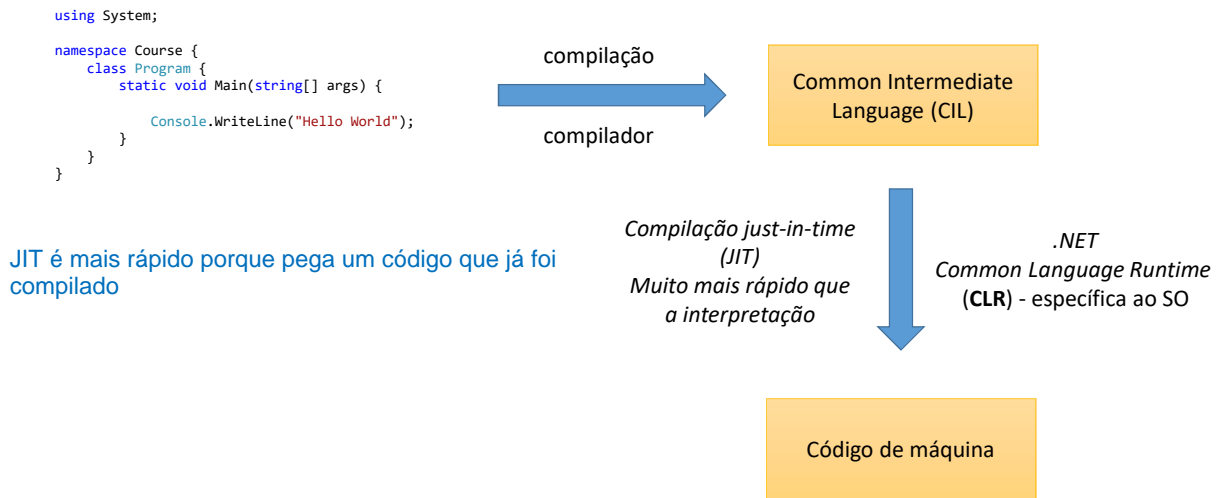 using System;
namespace Course {
class Program {
static void Main(string[] args) {
Console.WriteLine("Hello World");
}
}
}
compilação
compilador
Common Intermediate
Language (CIL)
JIT é mais rápido porque pega um código que já foi
compilado
Compilação just-in-time
(JIT)
Muito mais rápido que
a interpretação
.NET
Common Language Runtime
(CLR) - específica ao SO
Código de máquina